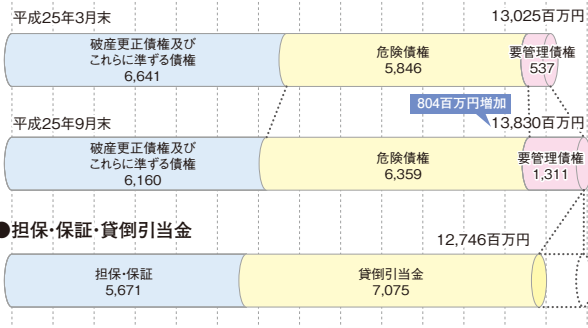 平成25年3月末
13,025百万円
破産更正債権及び
これらに準ずる債権
6,641
危険債権
5,846
要管理債権
537
804百万円増加
平成25年9月末
13,830百万円
破産更正債権及び
これらに準ずる債権
6,160
危険債権
6,359
要管理債権
1,311
●担保・保証・貸倒引当金
12,746百万円
担保・保証
5,671
貸倒引当金
7,075